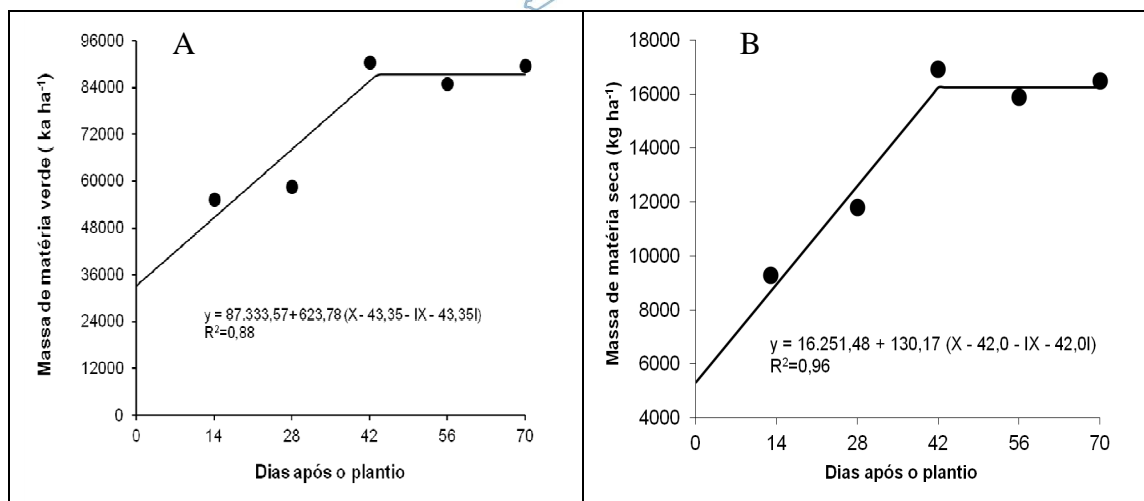 A
Massa de matéria verde ( ka ha⁻¹)
96000
84000
72000
60000
48000
36000
24000
12000
0
0 14 28 42 56 70
y = 87.333,57+623,78 (X - 43,35 - IX - 43,35I)
R²=0,88
Dias após o plantio
B
Massa de matéria seca (kg ha⁻¹)
18000
16000
14000
12000
10000
8000
6000
4000
0 14 28 42 56 70
y = 16.251,48 + 130,17 (X - 42,0 - IX - 42,0I)
R²=0,96
Dias após o plantio